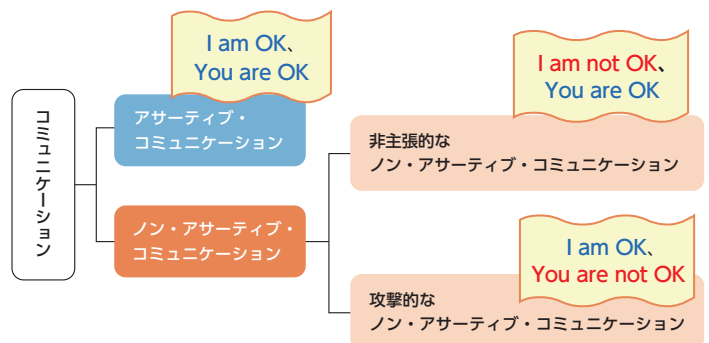 コミュニケーション
I am OK、
You are OK
アサーティブ・
コミュニケーション
ノン・アサーティブ・
コミュニケーション
I am not OK、
You are OK
非主張的な
ノン・アサーティブ・コミュニケーション
I am OK、
You are not OK
攻撃的な
ノン・アサーティブ・コミュニケーション